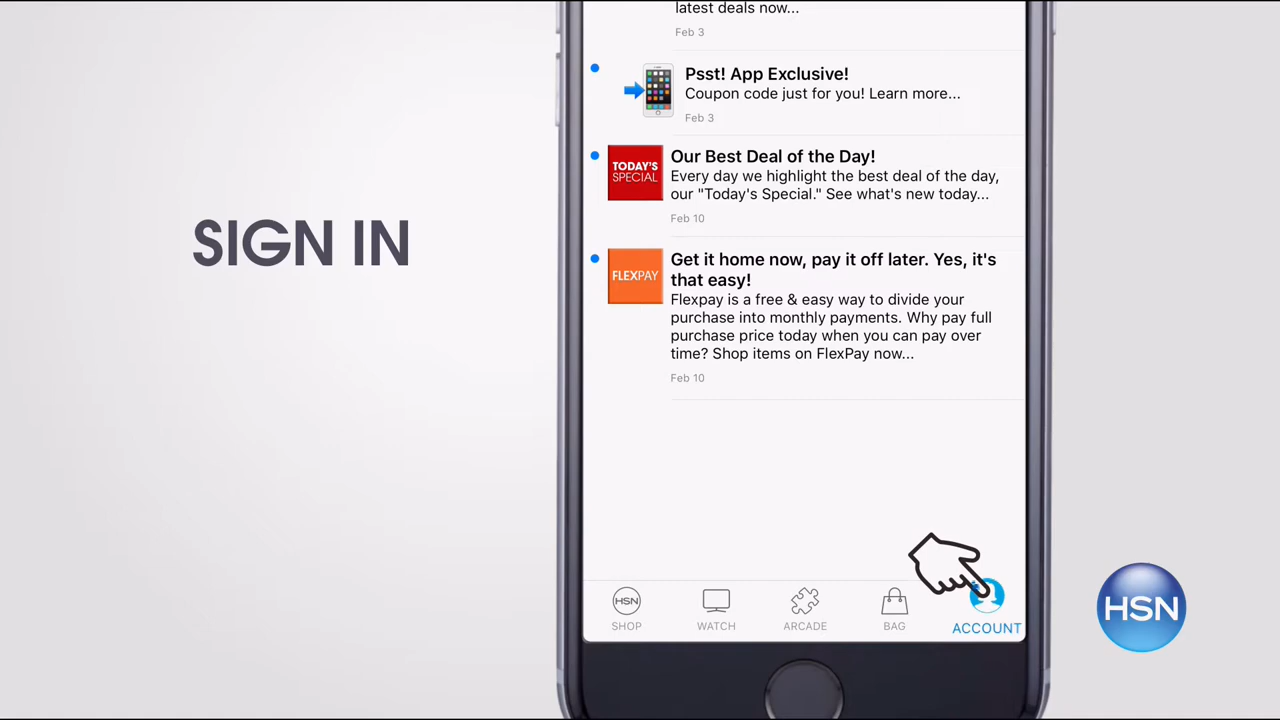 latest deals now...
Feb 3
Psst! App Exclusive!
Coupon code just for you! Learn more...
Feb 3
TODAY'S
SPECIAL
Our Best Deal of the Day!
Every day we highlight the best deal of the day,
our "Today's Special." See what's new today...
Feb 10
SIGN IN
FLEXPAY
Get it home now, pay it off later. Yes, it's
that easy!
Flexpay is a free & easy way to divide your
purchase into monthly payments. Why pay full
purchase price today when you can pay over
time? Shop items on FlexPay now...
Feb 10
HSN
SHOP
WATCH
ARCADE
BAG
ACCOUNT
HSN